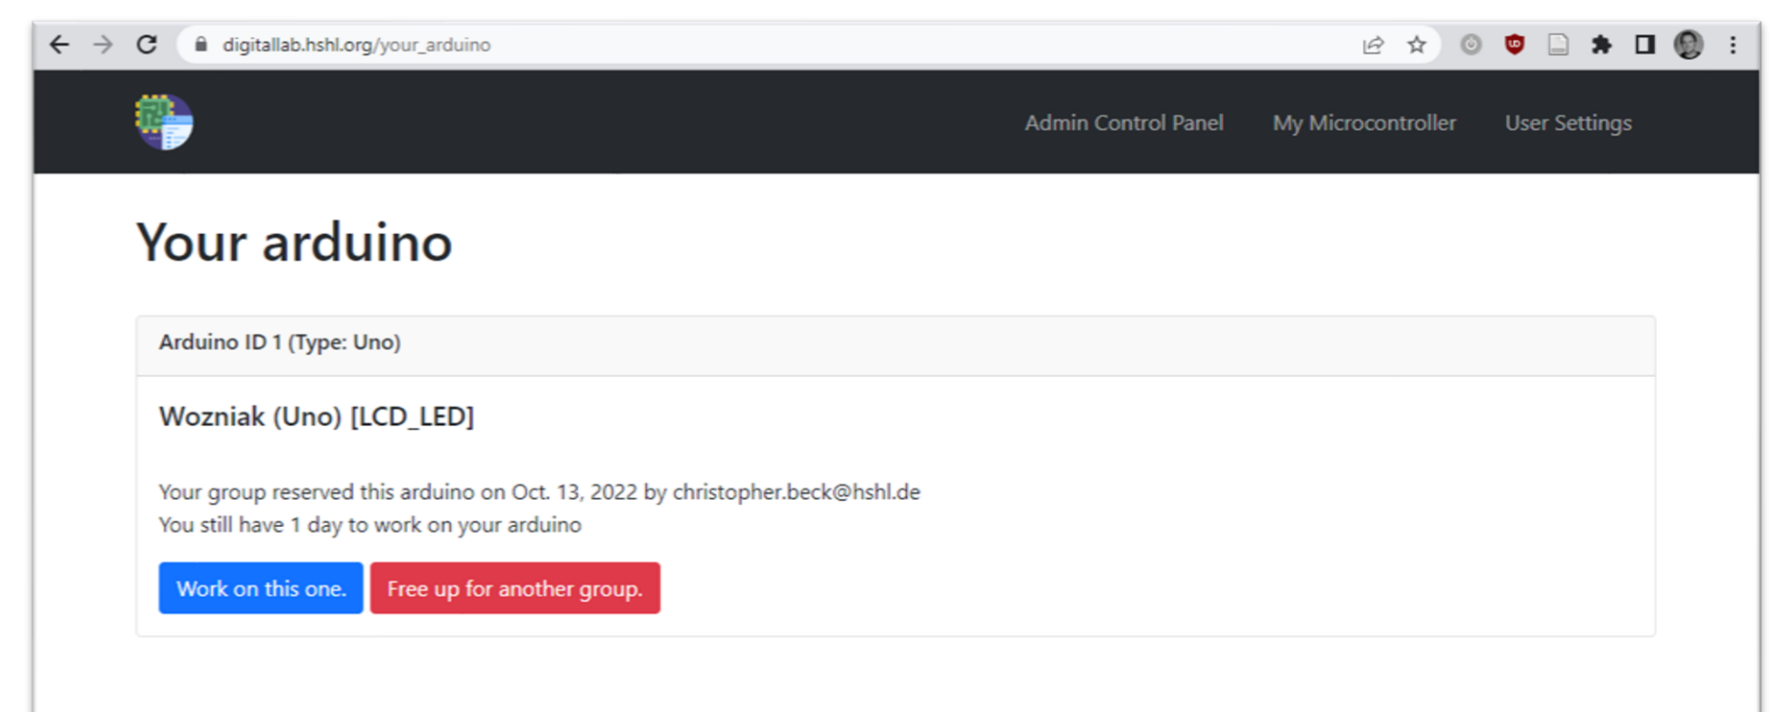 digitallab.hshl.org/your_arduino
Admin Control Panel My Microcontroller User Settings
Your arduino
Arduino ID 1 (Type: Uno)
Wozniak (Uno) [LCD_LED]
Your group reserved this arduino on Oct. 13, 2022 by christopher.beck@hshl.de
You still have 1 day to work on your arduino
Work on this one. Free up for another group.